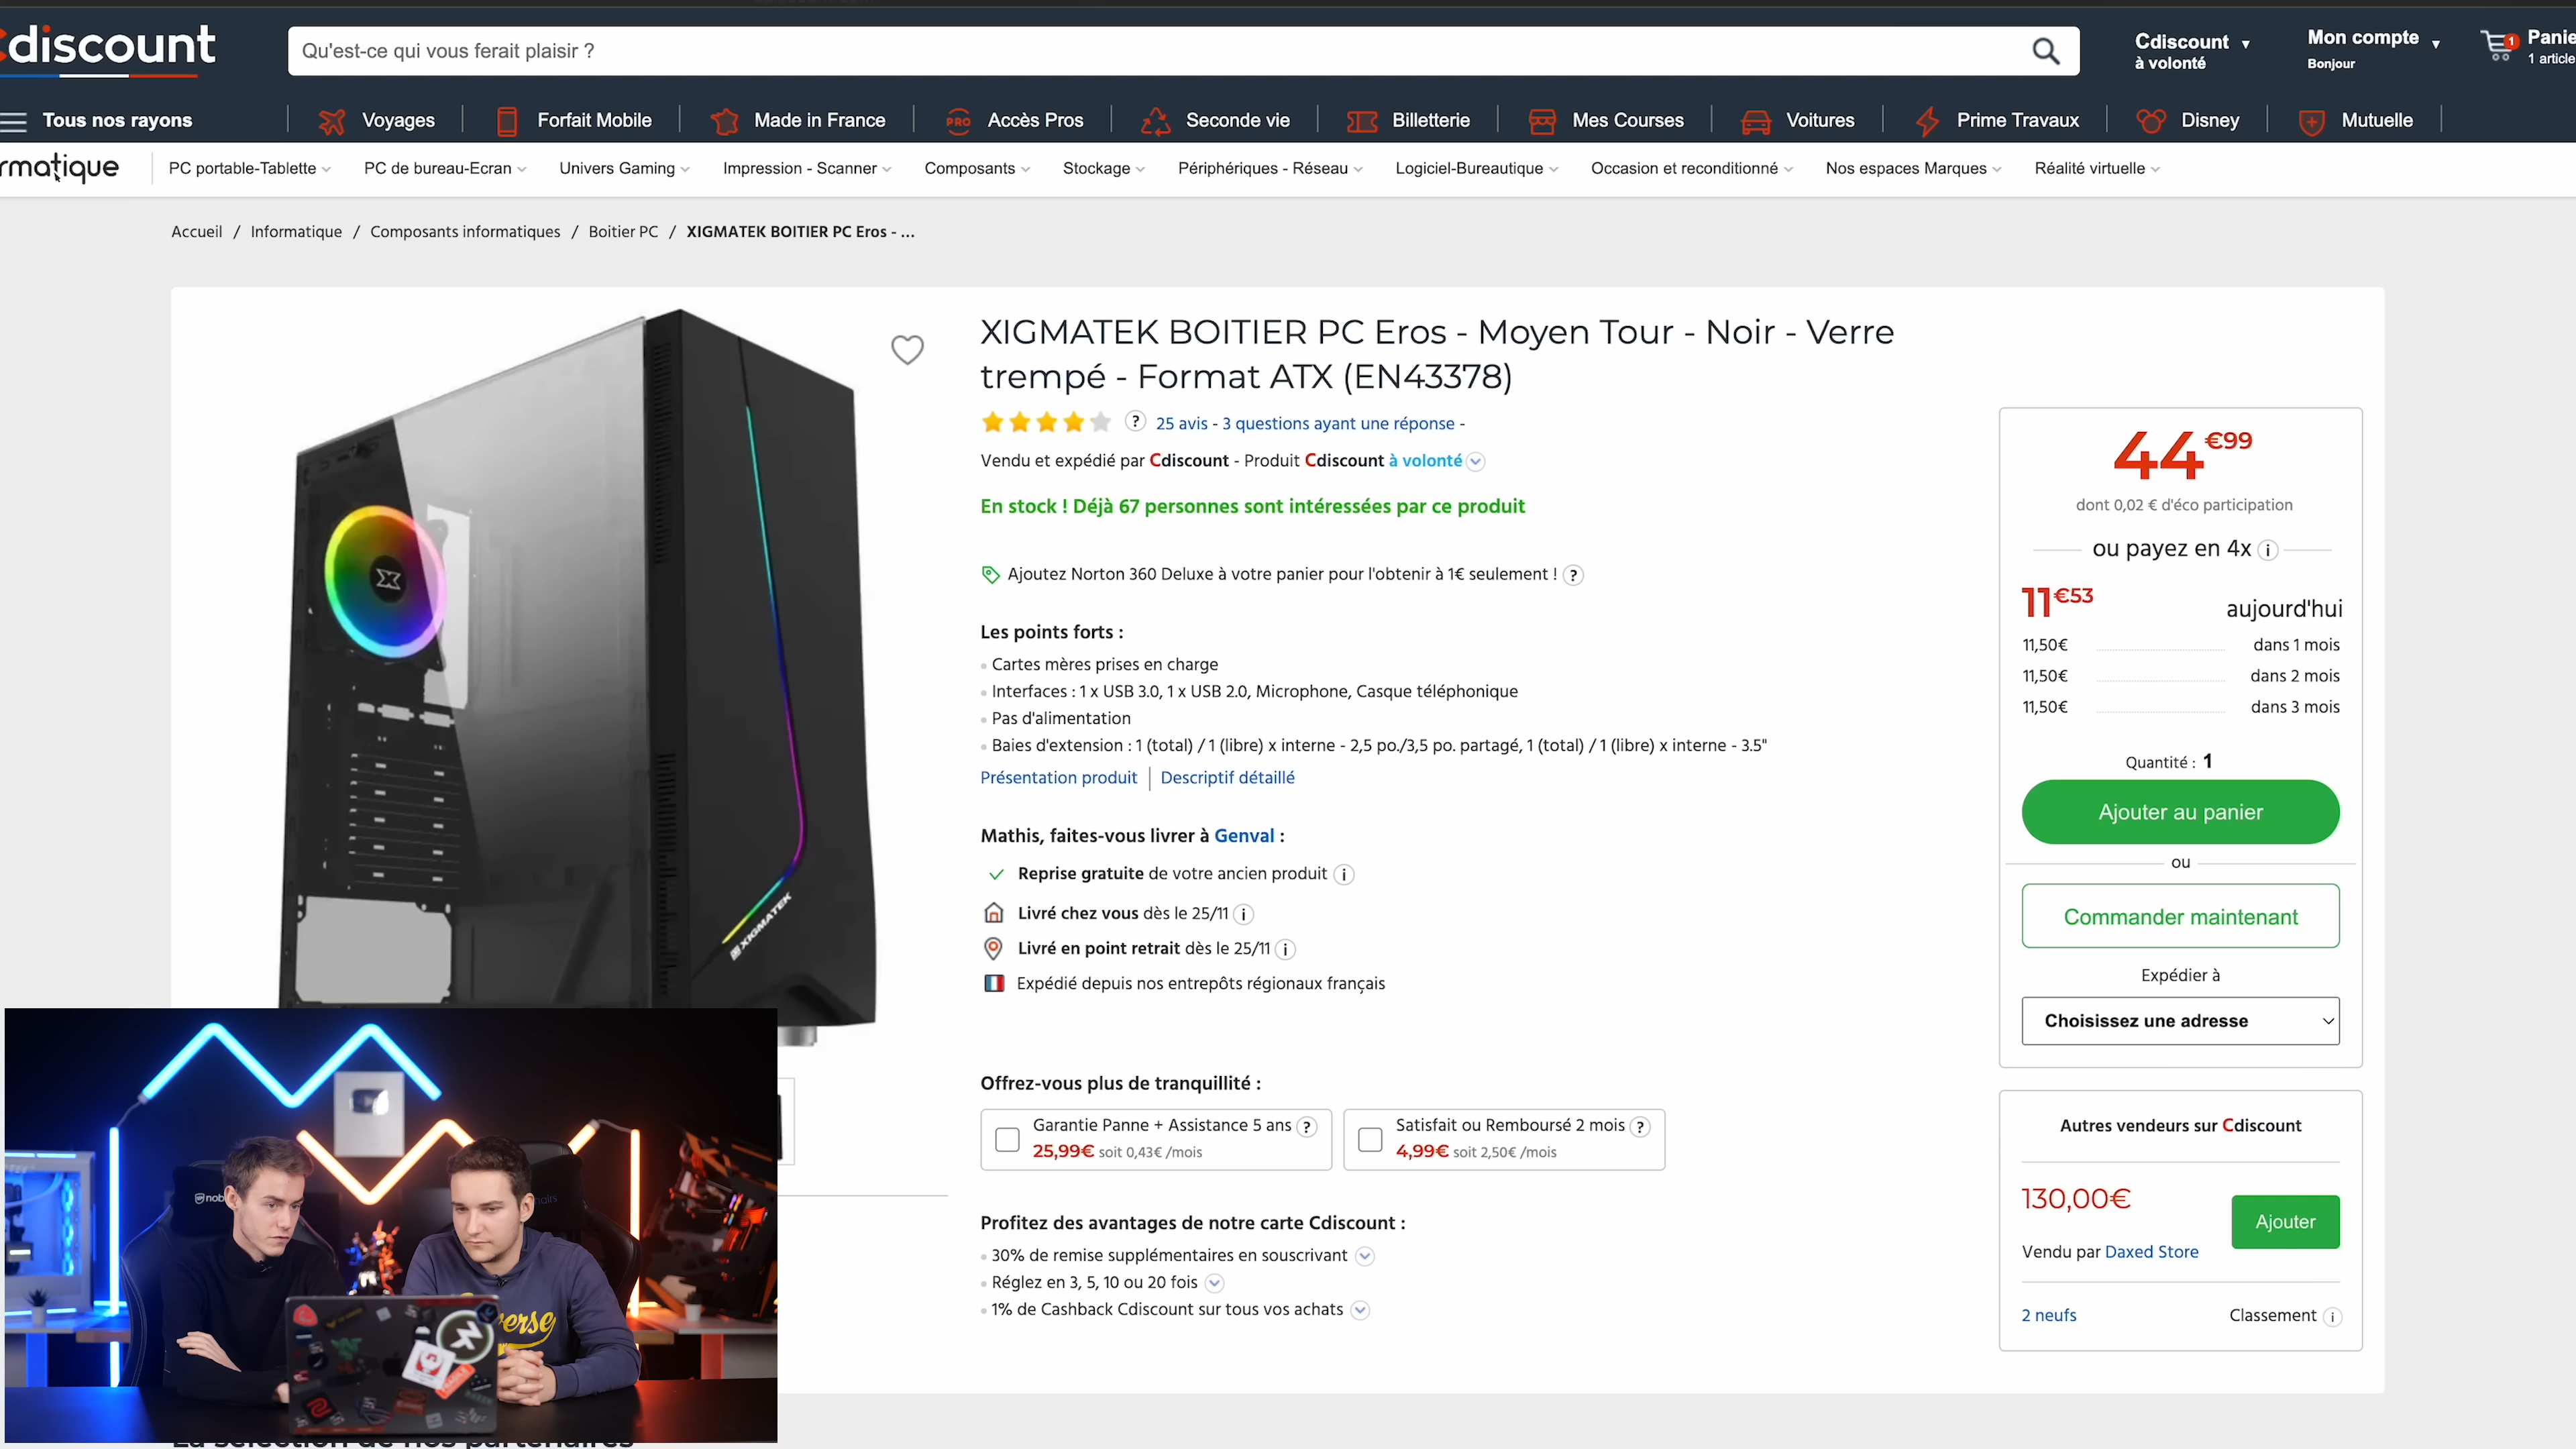 discount
Qu'est-ce qui vous ferait plaisir ?
Cdiscount
à volonté
Mon compte
Bonjour
1
Panie
1 article
Tous nos rayons
Voyages
Forfait Mobile
Made in France
PRO
Accès Pros
Seconde vie
Billetterie
Mes Courses
Voitures
Prime Travaux
Disney
Mutuelle
rmatique
PC portable-Tablette
PC de bureau-Ecran
Univers Gaming
Impression - Scanner
Composants
Stockage
Périphériques - Réseau
Logiciel-Bureautique
Occasion et reconditionné
Nos espaces Marques
Réalité virtuelle
Accueil / Informatique / Composants informatiques / Boitier PC / XIGMATEK BOITIER PC Eros - ...
XIGMATEK
XIGMATEK BOITIER PC Eros - Moyen Tour - Noir - Verre
trempé - Format ATX (EN43378)
? 25 avis - 3 questions ayant une réponse -
Vendu et expédié par Cdiscount - Produit Cdiscount à volonté
En stock ! Déjà 67 personnes sont intéressées par ce produit
Ajoutez Norton 360 Deluxe à votre panier pour l'obtenir à 1€ seulement ! ?
Les points forts :
Cartes mères prises en charge
Interfaces : 1 x USB 3.0, 1 x USB 2.0, Microphone, Casque téléphonique
Pas d'alimentation
Baies d'extension : 1 (total) / 1 (libre) x interne - 2,5 po./3,5 po. partagé, 1 (total) / 1 (libre) x interne - 3.5"
Présentation produit | Descriptif détaillé
Mathis, faites-vous livrer à Genval :
Reprise gratuite de votre ancien produit i
Livré chez vous dès le 25/11 i
Livré en point retrait dès le 25/11 i
Expédié depuis nos entrepôts régionaux français
Offrez-vous plus de tranquillité :
Garantie Panne + Assistance 5 ans ?
25,99€ soit 0,43€ /mois
Satisfait ou Remboursé 2 mois ?
4,99€ soit 2,50€ /mois
Profitez des avantages de notre carte Cdiscount :
30% de remise supplémentaires en souscrivant
Réglez en 3, 5, 10 ou 20 fois
1% de Cashback Cdiscount sur tous vos achats
44€99
dont 0,02 € d'éco participation
ou payez en 4x i
11€53 aujourd'hui
11,50€ dans 1 mois
11,50€ dans 2 mois
11,50€ dans 3 mois
Quantité : 1
Ajouter au panier
ou
Commander maintenant
Expédier à
Choisissez une adresse
Autres vendeurs sur Cdiscount
130,00€
Ajouter
Vendu par Daxed Store
2 neufs
Classement i
nob
erse
La sélection de nos partenaires